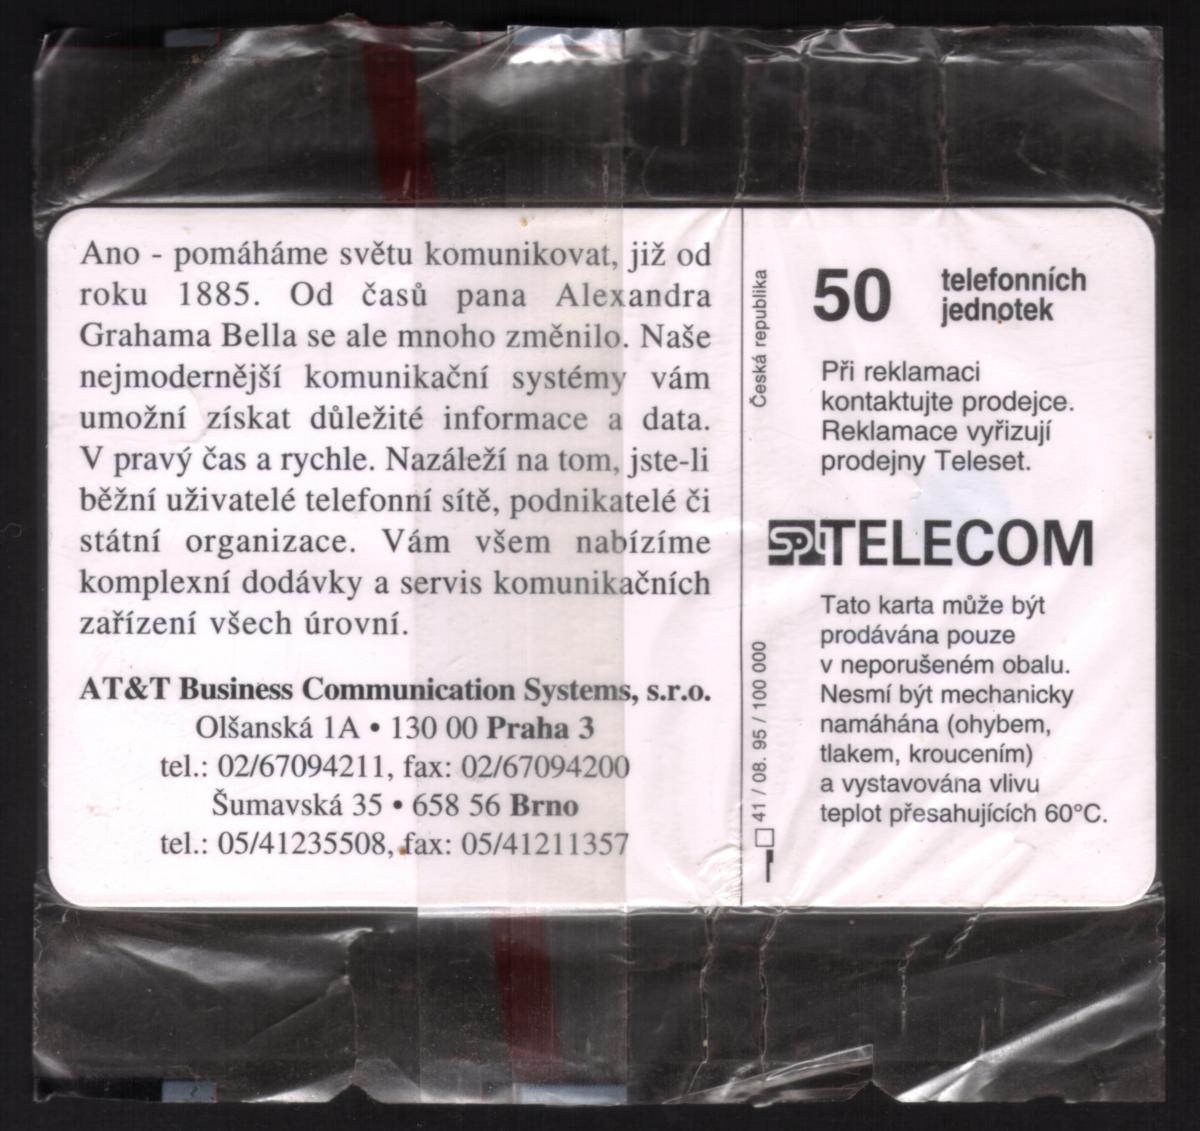 Ano - pomáháme světu komunikovat, již od
roku 1885. Od časů pana Alexandra
Grahama Bella se ale mnoho změnilo. Naše
nejmodernější komunikační systémy vám
umožní získat důležité informace a data.
V pravý čas a rychle. Nazáleží na tom, jste-li
běžní uživatelé telefonní sítě, podnikatelé či
státní organizace. Vám všem nabízíme
komplexní dodávky a servis komunikačních
zařízení všech úrovní.
AT&T Business Communication Systems, s.r.o.
Olšanská 1A • 130 00 Praha 3
tel.: 02/67094211, fax: 02/67094200
Šumavská 35 • 658 56 Brno
tel.: 05/41235508, fax: 05/41211357
Česká republika
41 / 08. 95 / 100 000
50 telefonních
jednotek
Při reklamaci
kontaktujte prodejce.
Reklamace vyřizují
prodejny Teleset.
SPT TELECOM
Tato karta může být
prodávána pouze
v neporušeném obalu.
Nesmí být mechanicky
namáhána (ohybem,
tlakem, kroucením)
a vystavována vlivu
teplot přesahujících 60°C.